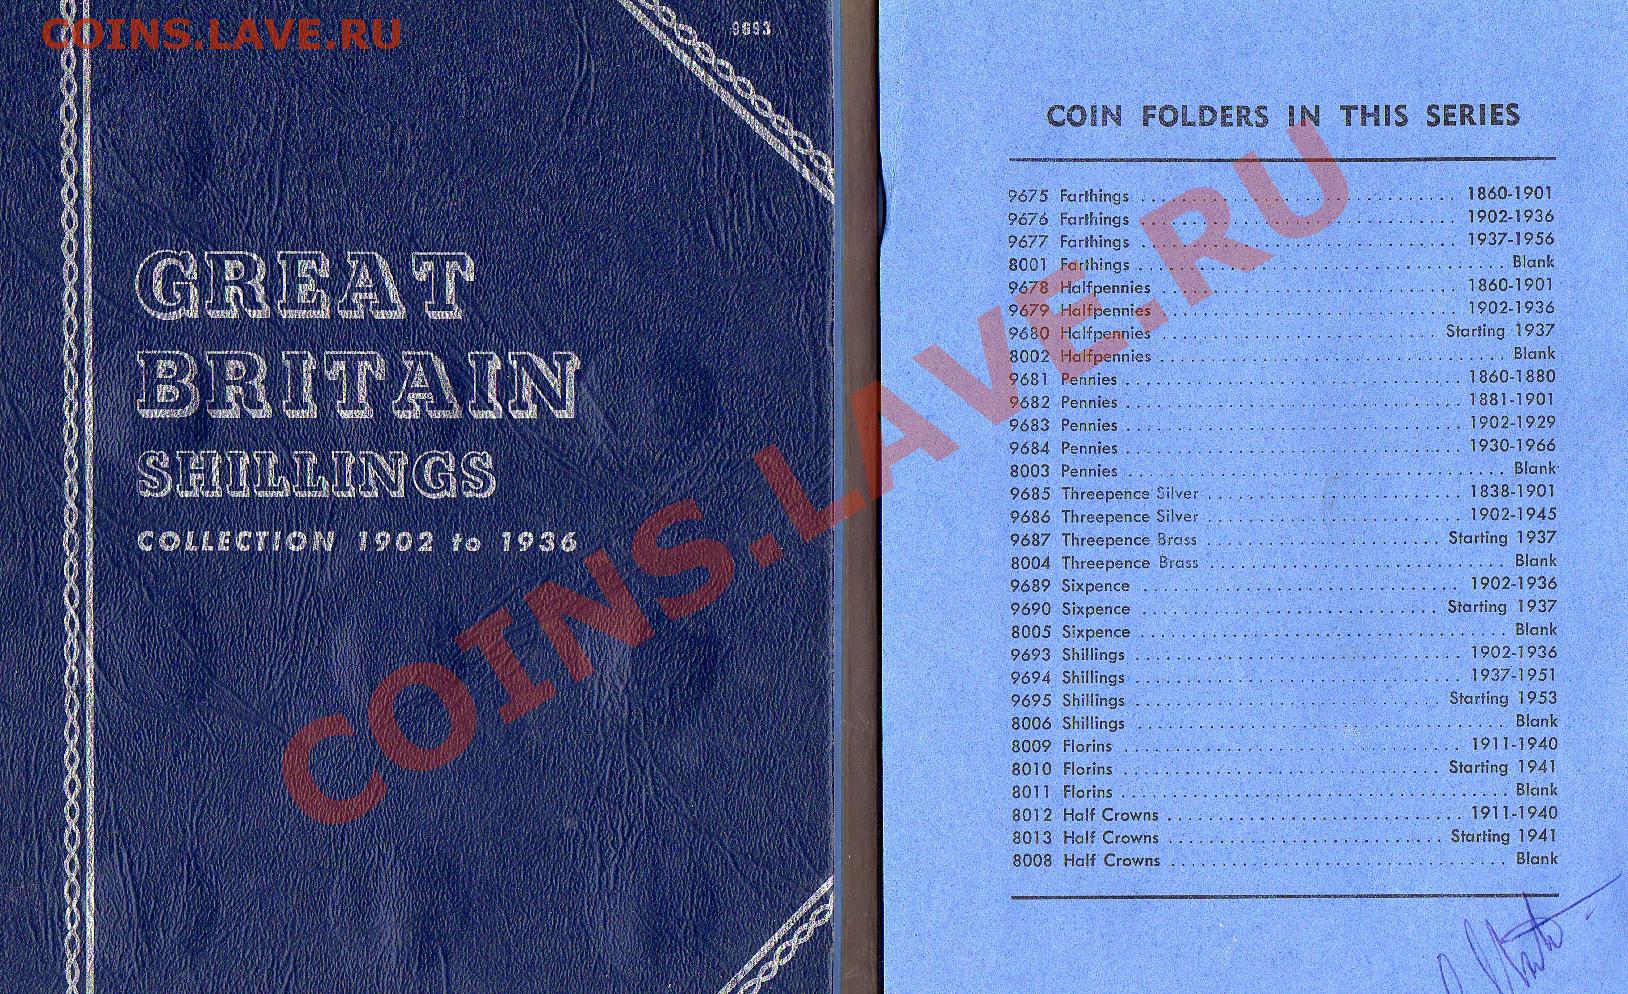 COINS.LAVE.RU
9693
GREAT
BRITAIN
SHILLINGS
COLLECTION 1902 to 1936
COIN FOLDERS IN THIS SERIES
9675 Farthings 1860-1901
9676 Farthings 1902-1936
9677 Farthings 1937-1956
8001 Farthings Blank
9678 Halfpennies 1860-1901
9679 Halfpennies 1902-1936
9680 Halfpennies Starting 1937
8002 Halfpennies Blank
9681 Pennies 1860-1880
9682 Pennies 1881-1901
9683 Pennies 1902-1929
9684 Pennies 1930-1966
8003 Pennies Blank
9685 Threepence Silver 1838-1901
9686 Threepence Silver 1902-1945
9687 Threepence Brass Starting 1937
8004 Threepence Brass Blank
9689 Sixpence 1902-1936
9690 Sixpence Starting 1937
8005 Sixpence Blank
9693 Shillings 1902-1936
9694 Shillings 1937-1951
9695 Shillings Starting 1953
8006 Shillings Blank
8009 Florins 1911-1940
8010 Florins Starting 1941
8011 Florins Blank
8012 Half Crowns 1911-1940
8013 Half Crowns Starting 1941
8008 Half Crowns Blank
COINS.LAVE.RU